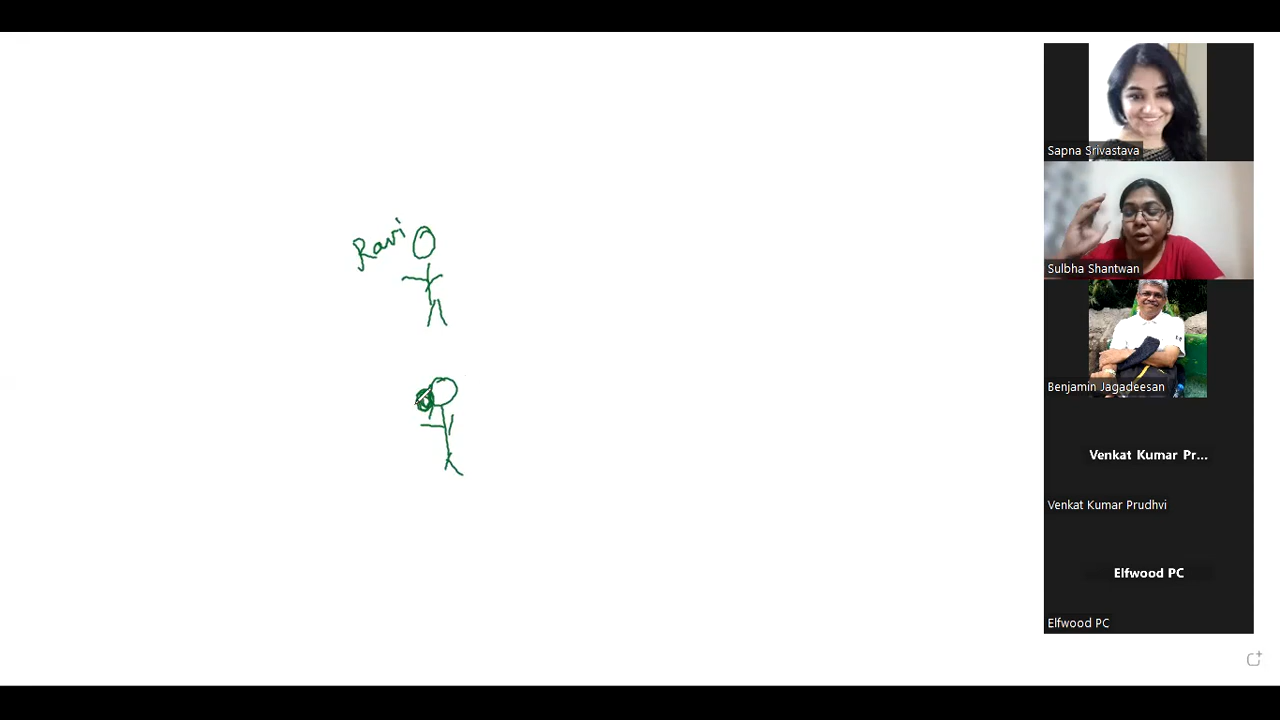 Ravi
Sapna Srivastava
Sulbha Shantwan
Benjamin Jagadeesan
Venkat Kumar Pr...
Venkat Kumar Prudhvi
Elfwood PC
Elfwood PC